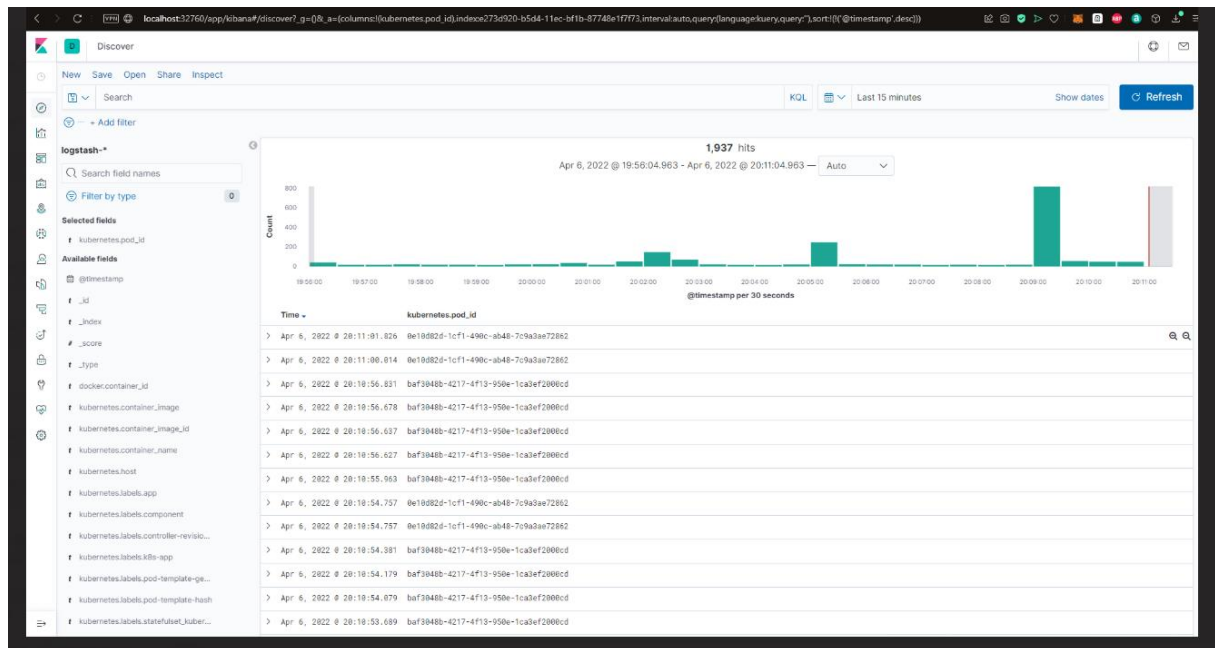 VPN localhost:32760/app/kibana#/discover?_g=()&_a=(columns:!(kubernetes.pod_id),index:e273d920-b5d4-11ec-bf1b-87748e1f7f73,interval:auto,query:(language:kuery,query:''),sort:!(!('@timestamp',desc)))
D Discover
New Save Open Share Inspect
Search KQL Last 15 minutes Show dates Refresh
+ Add filter
logstash-*
Search field names
Filter by type 0
Selected fields
t kubernetes.pod_id
Available fields
@timestamp
t _id
t _index
# _score
t _type
t docker.container_id
t kubernetes.container_image
t kubernetes.container_image_id
t kubernetes.container_name
t kubernetes.host
t kubernetes.labels.app
t kubernetes.labels.component
t kubernetes.labels.controller-revisio...
t kubernetes.labels.k8s-app
t kubernetes.labels.pod-template-ge...
t kubernetes.labels.pod-template-hash
t kubernetes.labels.statefulset_kuber...
1,937 hits
Apr 6, 2022 @ 19:56:04.963 - Apr 6, 2022 @ 20:11:04.963 — Auto
Count
800
600
400
200
0
19:56:00 19:57:00 19:58:00 19:59:00 20:00:00 20:01:00 20:02:00 20:03:00 20:04:00 20:05:00 20:06:00 20:07:00 20:08:00 20:09:00 20:10:00 20:11:00
@timestamp per 30 seconds
Time kubernetes.pod_id
Apr 6, 2022 @ 20:11:01.826 0e10d82d-1cf1-490c-ab48-7c9a3ae72862
Apr 6, 2022 @ 20:11:00.014 0e10d82d-1cf1-490c-ab48-7c9a3ae72862
Apr 6, 2022 @ 20:10:56.831 baf3048b-4217-4f13-950e-1ca3ef2000cd
Apr 6, 2022 @ 20:10:56.678 baf3048b-4217-4f13-950e-1ca3ef2000cd
Apr 6, 2022 @ 20:10:56.637 baf3048b-4217-4f13-950e-1ca3ef2000cd
Apr 6, 2022 @ 20:10:56.627 baf3048b-4217-4f13-950e-1ca3ef2000cd
Apr 6, 2022 @ 20:10:55.963 baf3048b-4217-4f13-950e-1ca3ef2000cd
Apr 6, 2022 @ 20:10:54.757 0e10d82d-1cf1-490c-ab48-7c9a3ae72862
Apr 6, 2022 @ 20:10:54.757 0e10d82d-1cf1-490c-ab48-7c9a3ae72862
Apr 6, 2022 @ 20:10:54.381 baf3048b-4217-4f13-950e-1ca3ef2000cd
Apr 6, 2022 @ 20:10:54.179 baf3048b-4217-4f13-950e-1ca3ef2000cd
Apr 6, 2022 @ 20:10:54.079 baf3048b-4217-4f13-950e-1ca3ef2000cd
Apr 6, 2022 @ 20:10:53.609 baf3048b-4217-4f13-950e-1ca3ef2000cd